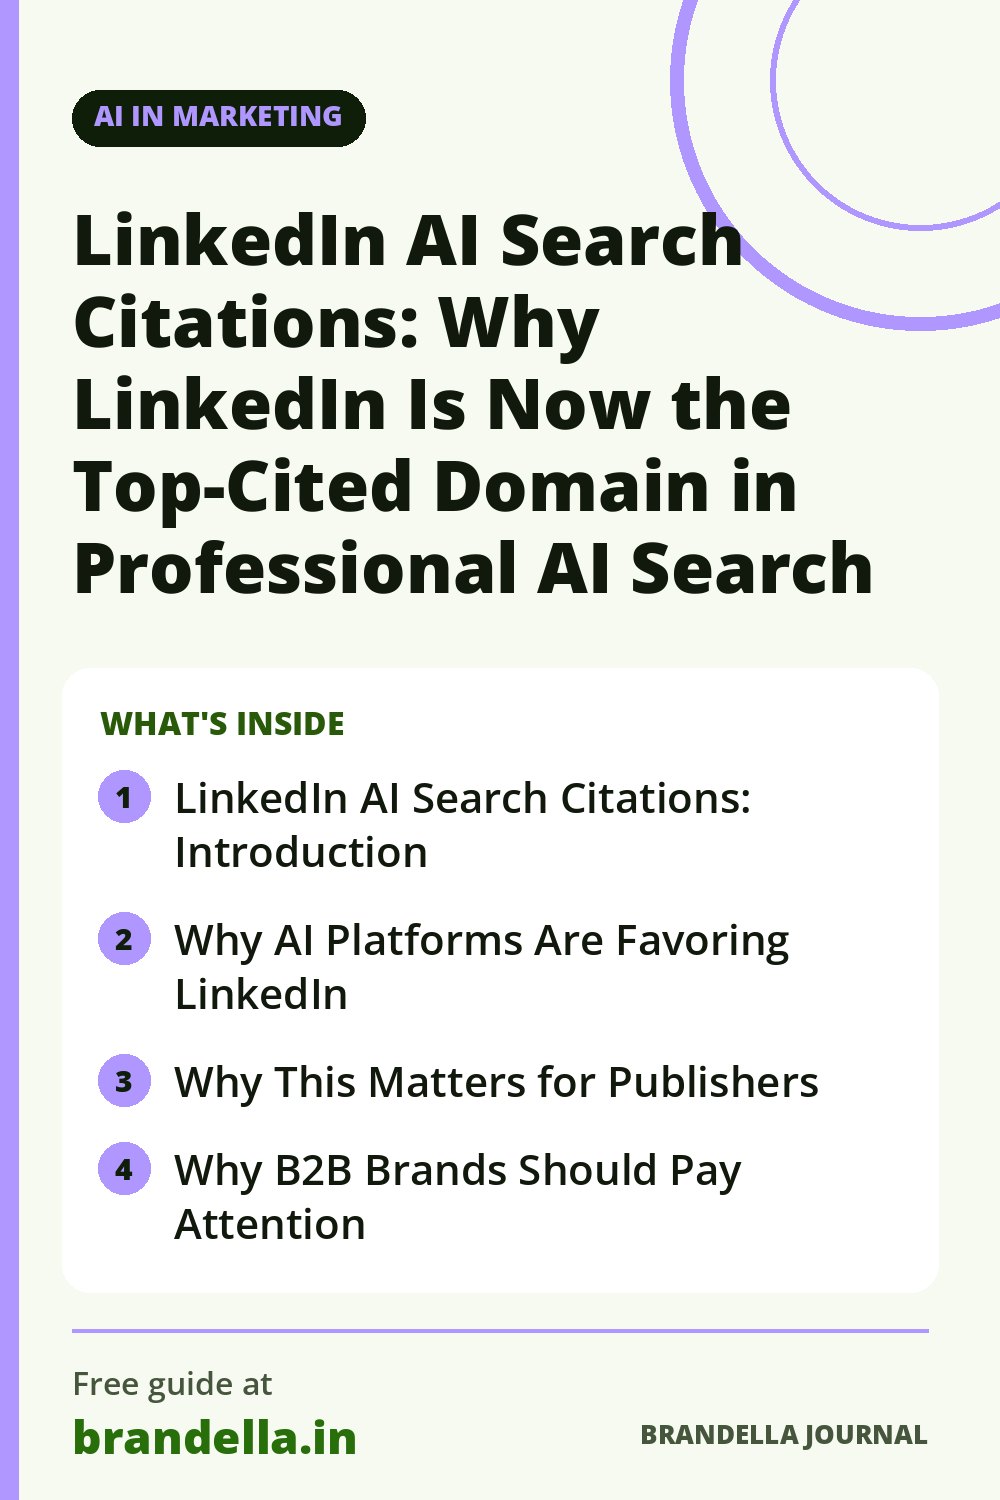 AI IN MARKETING
LinkedIn AI Search
Citations: Why
LinkedIn Is Now the
Top-Cited Domain in
Professional AI Search
WHAT'S INSIDE
1 LinkedIn AI Search Citations:
Introduction
2 Why AI Platforms Are Favoring
LinkedIn
3 Why This Matters for Publishers
4 Why B2B Brands Should Pay
Attention
Free guide at
brandella.in
BRANDELLA JOURNAL